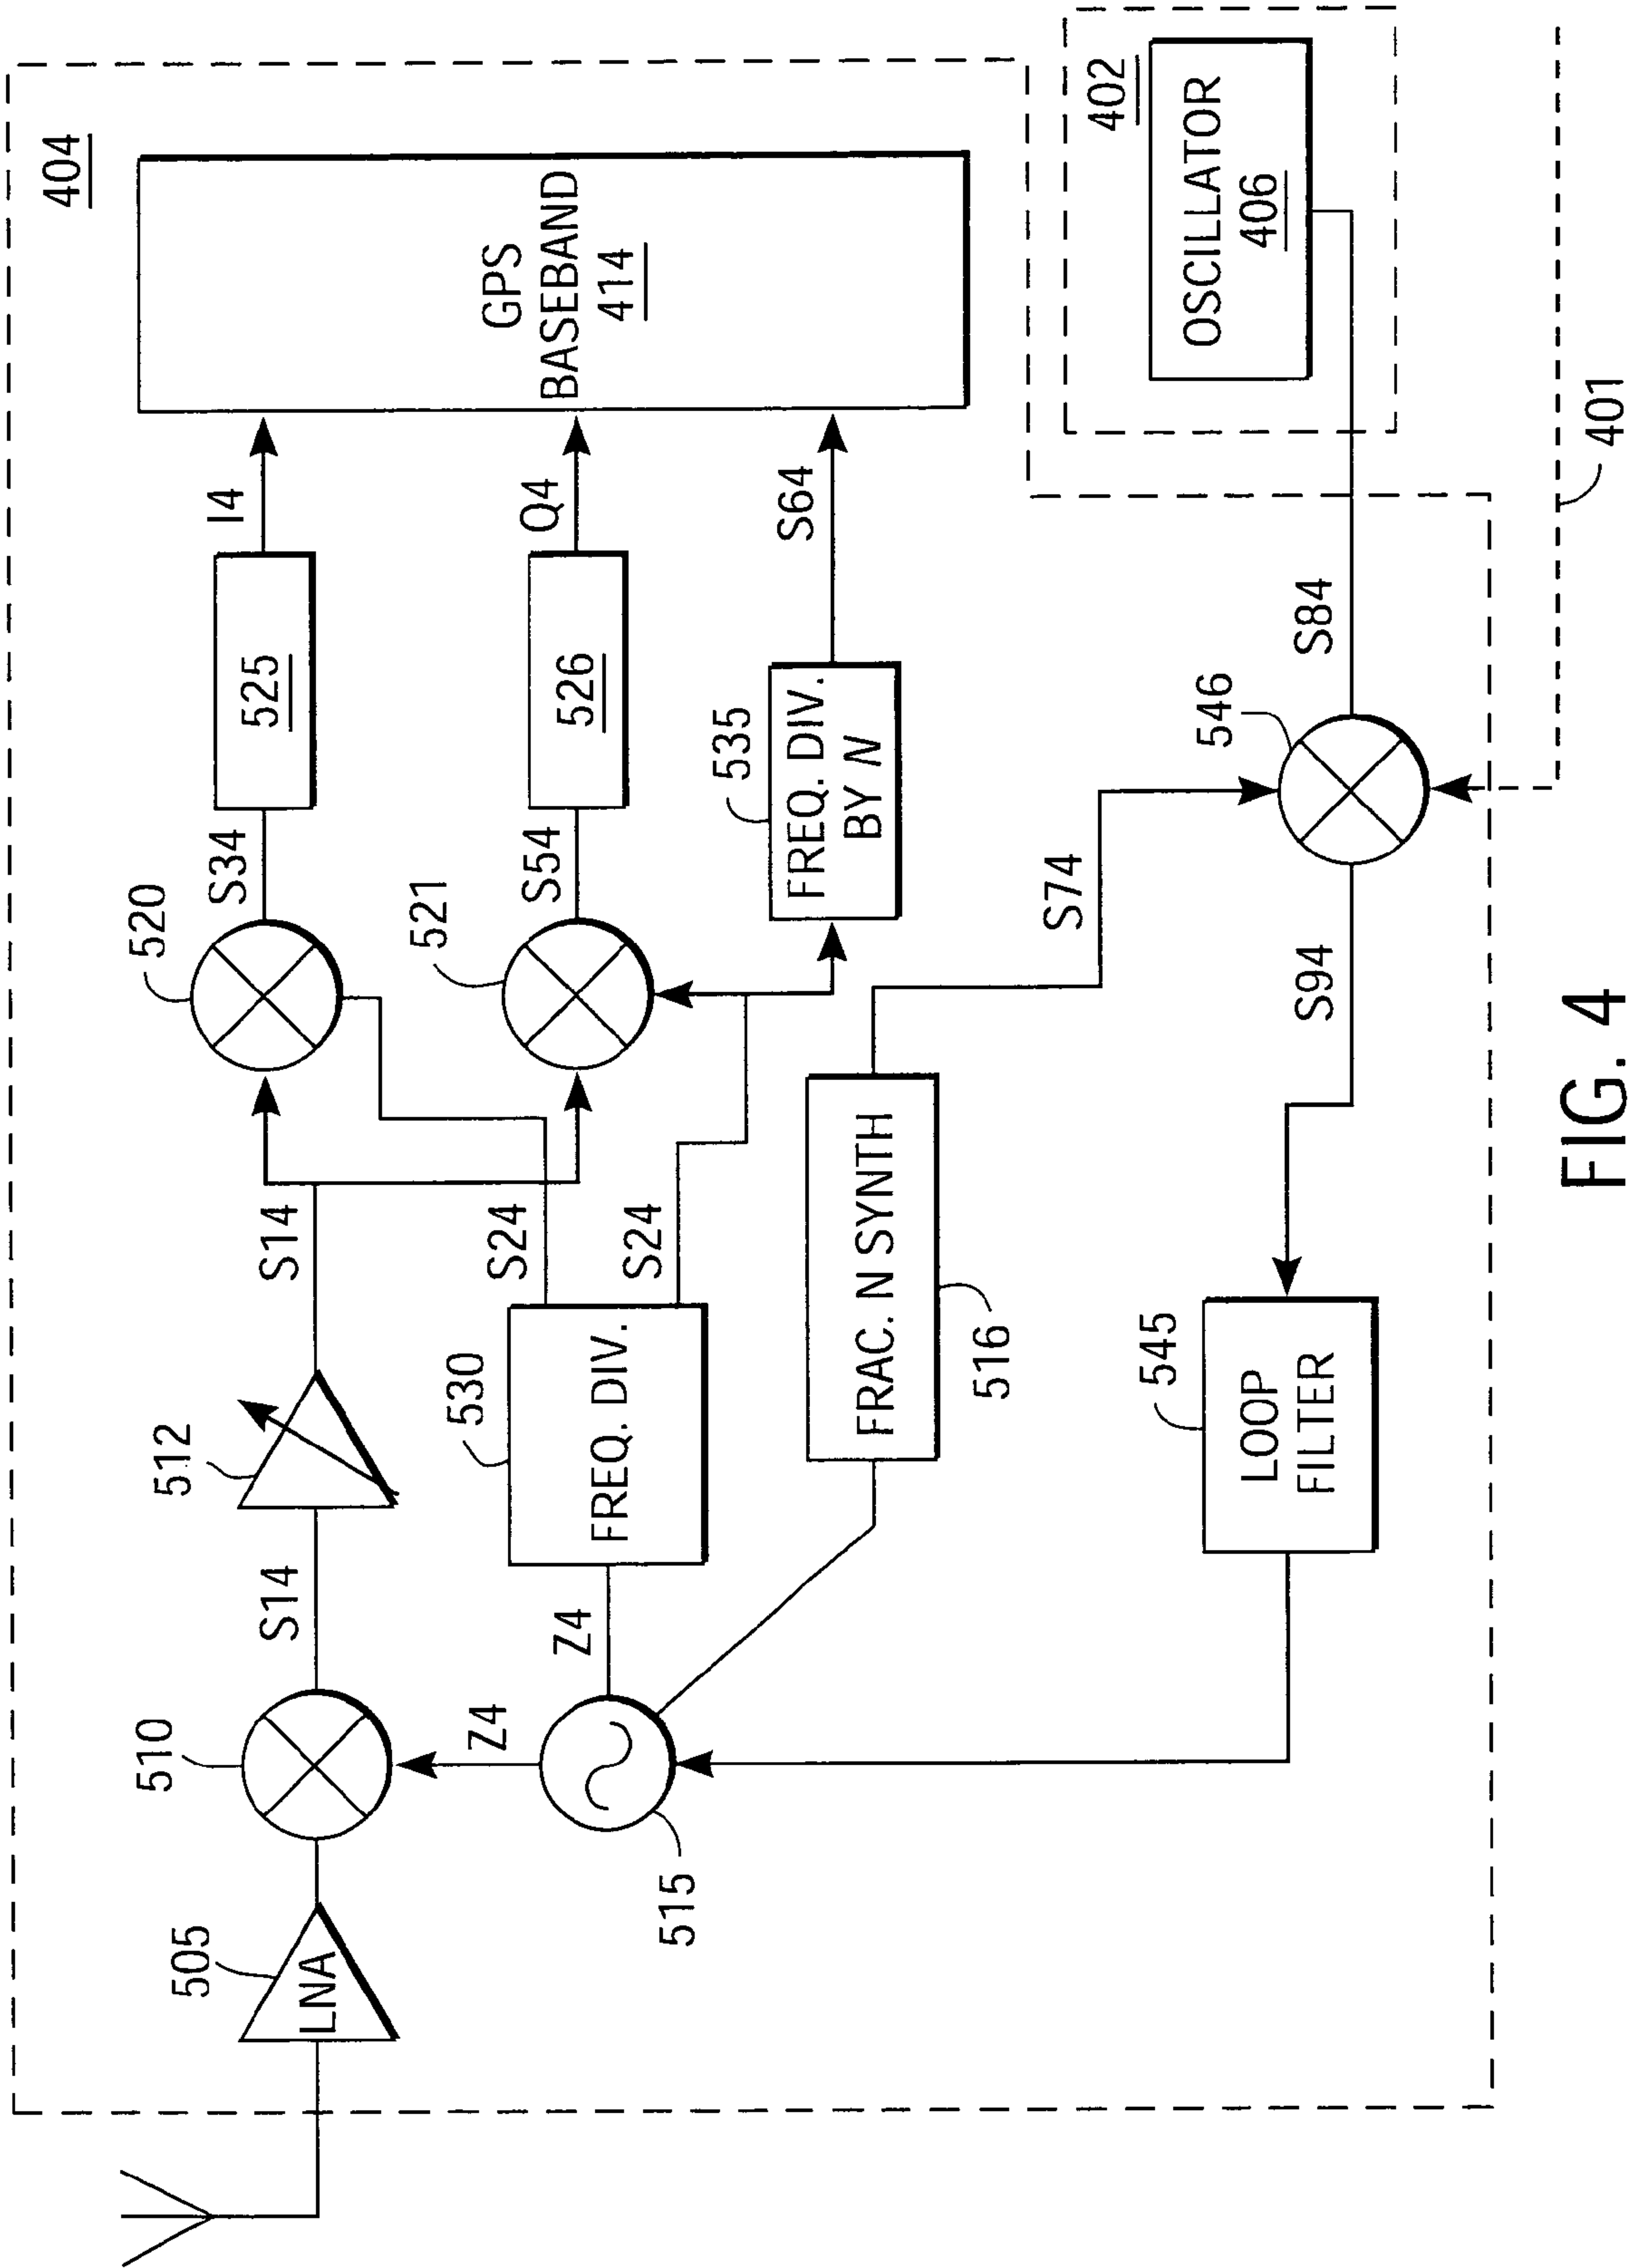 404
GPS
BASEBAND
414
I4
Q4
S64
525
526
535
FREQ. DIV.
BY N
S34
S54
520
521
S14
S24
S24
512
530
FREQ. DIV.
S14
Z4
510
Z4
515
505
LNA
FRAC. N SYNTH
516
S74
402
OSCILLATOR
406
S84
546
401
S94
545
LOOP
FILTER
FIG. 4